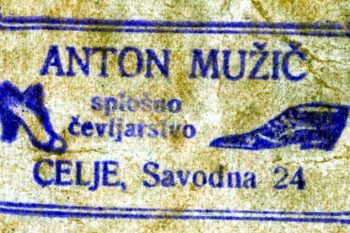 ANTON MUŽIČ
splošno
čevljarstvo
CELJE, Savodna 24